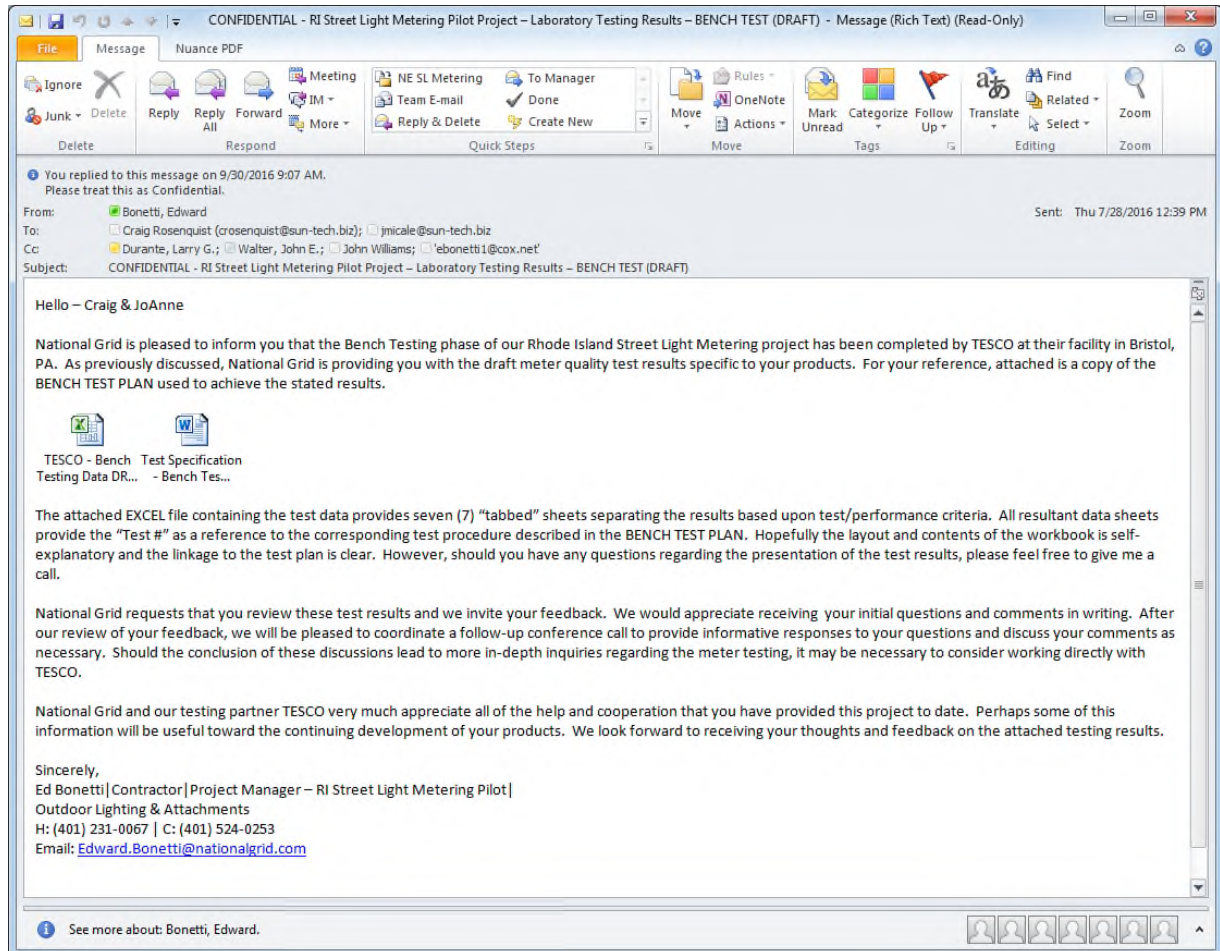 CONFIDENTIAL - RI Street Light Metering Pilot Project – Laboratory Testing Results – BENCH TEST (DRAFT) - Message (Rich Text) (Read-Only)
File Message Nuance PDF
Ignore
Junk
Delete
Reply
Reply All
Forward
Meeting
IM
More
NE SL Metering
Team E-mail
Reply & Delete
To Manager
Done
Create New
Move
Rules
OneNote
Actions
Mark Unread
Categorize
Follow Up
Translate
Find
Related
Select
Zoom
Delete Respond Quick Steps Move Tags Editing Zoom
You replied to this message on 9/30/2016 9:07 AM.
Please treat this as Confidential.
From: Bonetti, Edward Sent: Thu 7/28/2016 12:39 PM
To: Craig Rosenquist (crosenquist@sun-tech.biz); jmicale@sun-tech.biz
Cc: Durante, Larry G.; Walter, John E.; John Williams; 'ebonetti1@cox.net'
Subject: CONFIDENTIAL - RI Street Light Metering Pilot Project – Laboratory Testing Results – BENCH TEST (DRAFT)
Hello – Craig & JoAnne
National Grid is pleased to inform you that the Bench Testing phase of our Rhode Island Street Light Metering project has been completed by TESCO at their facility in Bristol,
PA. As previously discussed, National Grid is providing you with the draft meter quality test results specific to your products. For your reference, attached is a copy of the
BENCH TEST PLAN used to achieve the stated results.
TESCO - Bench Testing Data DR...
Test Specification - Bench Tes...
The attached EXCEL file containing the test data provides seven (7) “tabbed” sheets separating the results based upon test/performance criteria. All resultant data sheets
provide the “Test #” as a reference to the corresponding test procedure described in the BENCH TEST PLAN. Hopefully the layout and contents of the workbook is self-
explanatory and the linkage to the test plan is clear. However, should you have any questions regarding the presentation of the test results, please feel free to give me a
call.
National Grid requests that you review these test results and we invite your feedback. We would appreciate receiving your initial questions and comments in writing. After
our review of your feedback, we will be pleased to coordinate a follow-up conference call to provide informative responses to your questions and discuss your comments as
necessary. Should the conclusion of these discussions lead to more in-depth inquiries regarding the meter testing, it may be necessary to consider working directly with
TESCO.
National Grid and our testing partner TESCO very much appreciate all of the help and cooperation that you have provided this project to date. Perhaps some of this
information will be useful toward the continuing development of your products. We look forward to receiving your thoughts and feedback on the attached testing results.
Sincerely,
Ed Bonetti|Contractor|Project Manager – RI Street Light Metering Pilot|
Outdoor Lighting & Attachments
H: (401) 231-0067 | C: (401) 524-0253
Email: Edward.Bonetti@nationalgrid.com
See more about: Bonetti, Edward.